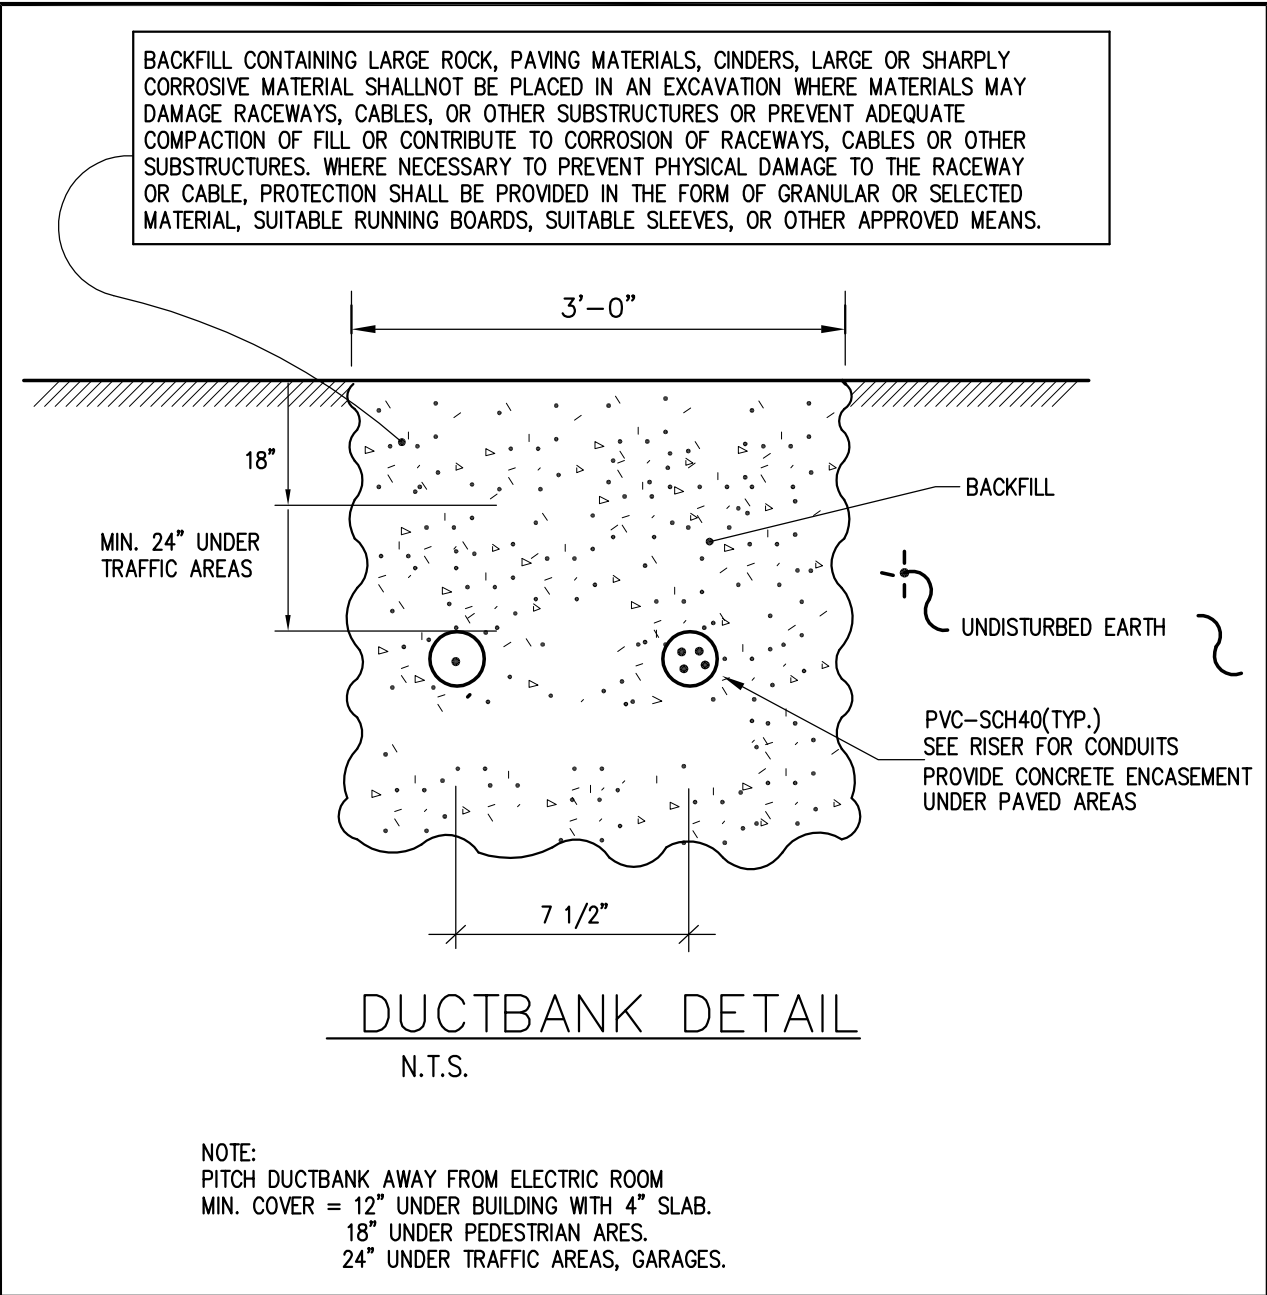 BACKFILL CONTAINING LARGE ROCK, PAVING MATERIALS, CINDERS, LARGE OR SHARPLY
CORROSIVE MATERIAL SHALLNOT BE PLACED IN AN EXCAVATION WHERE MATERIALS MAY
DAMAGE RACEWAYS, CABLES, OR OTHER SUBSTRUCTURES OR PREVENT ADEQUATE
COMPACTION OF FILL OR CONTRIBUTE TO CORROSION OF RACEWAYS, CABLES OR OTHER
SUBSTRUCTURES. WHERE NECESSARY TO PREVENT PHYSICAL DAMAGE TO THE RACEWAY
OR CABLE, PROTECTION SHALL BE PROVIDED IN THE FORM OF GRANULAR OR SELECTED
MATERIAL, SUITABLE RUNNING BOARDS, SUITABLE SLEEVES, OR OTHER APPROVED MEANS.
3'-0"
18"
BACKFILL
MIN. 24" UNDER
TRAFFIC AREAS
UNDISTURBED EARTH
PVC-SCH40(TYP.)
SEE RISER FOR CONDUITS
PROVIDE CONCRETE ENCASEMENT
UNDER PAVED AREAS
7 1/2"
DUCTBANK DETAIL
N.T.S.
NOTE:
PITCH DUCTBANK AWAY FROM ELECTRIC ROOM
MIN. COVER = 12" UNDER BUILDING WITH 4" SLAB.
18" UNDER PEDESTRIAN ARES.
24" UNDER TRAFFIC AREAS, GARAGES.